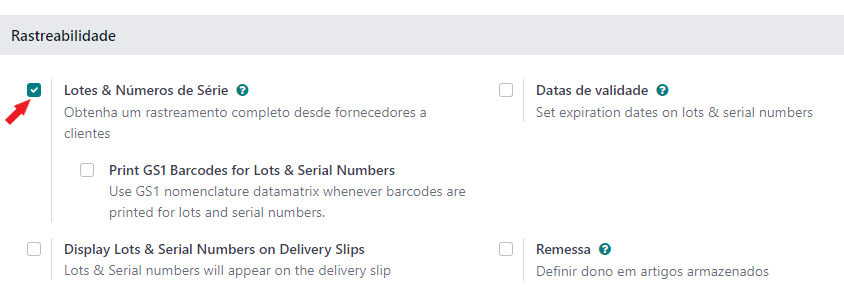 Rastreabilidade
Lotes & Números de Série ?
Obtenha um rastreamento completo desde fornecedores a
clientes
Print GS1 Barcodes for Lots & Serial Numbers
Use GS1 nomenclature datamatrix whenever barcodes are
printed for lots and serial numbers.
Datas de validade ?
Set expiration dates on lots & serial numbers
Display Lots & Serial Numbers on Delivery Slips
Lots & Serial numbers will appear on the delivery slip
Remessa ?
Definir dono em artigos armazenados